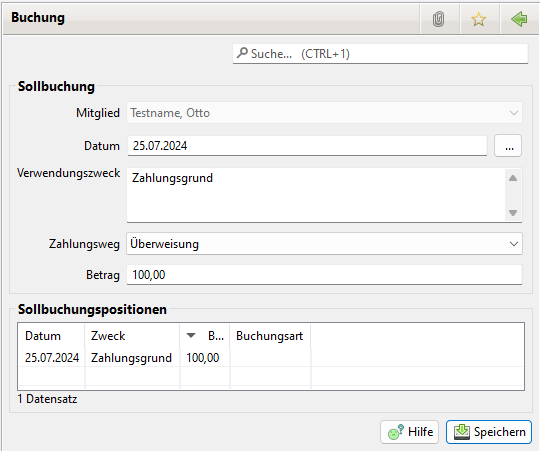 Buchung
Suche... (CTRL+1)
Sollbuchung
Mitglied Testname, Otto
Datum 25.07.2024 ...
Verwendungszweck Zahlungsgrund
Zahlungsweg Überweisung
Betrag 100,00
Sollbuchungspositionen
Datum Zweck B... Buchungsart
25.07.2024 Zahlungsgrund 100,00
1 Datensatz
Hilfe Speichern